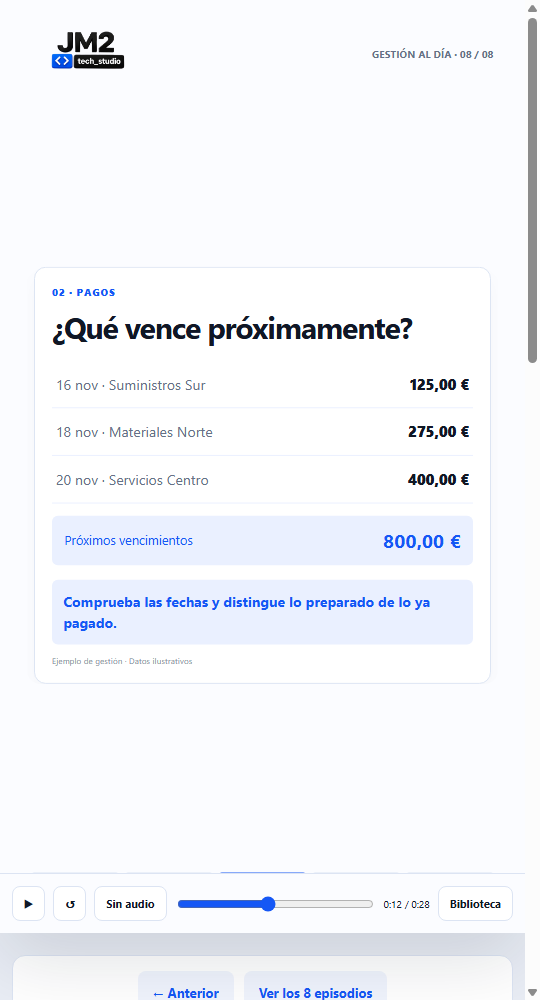 JM2
<> tech_studio
GESTIÓN AL DÍA · 08 / 08
02 · PAGOS
¿Qué vence próximamente?
16 nov · Suministros Sur 125,00 €
18 nov · Materiales Norte 275,00 €
20 nov · Servicios Centro 400,00 €
Próximos vencimientos 800,00 €
Comprueba las fechas y distingue lo preparado de lo ya
pagado.
Ejemplo de gestión · Datos ilustrativos
Sin audio 0:12 / 0:28 Biblioteca
← Anterior Ver los 8 episodios